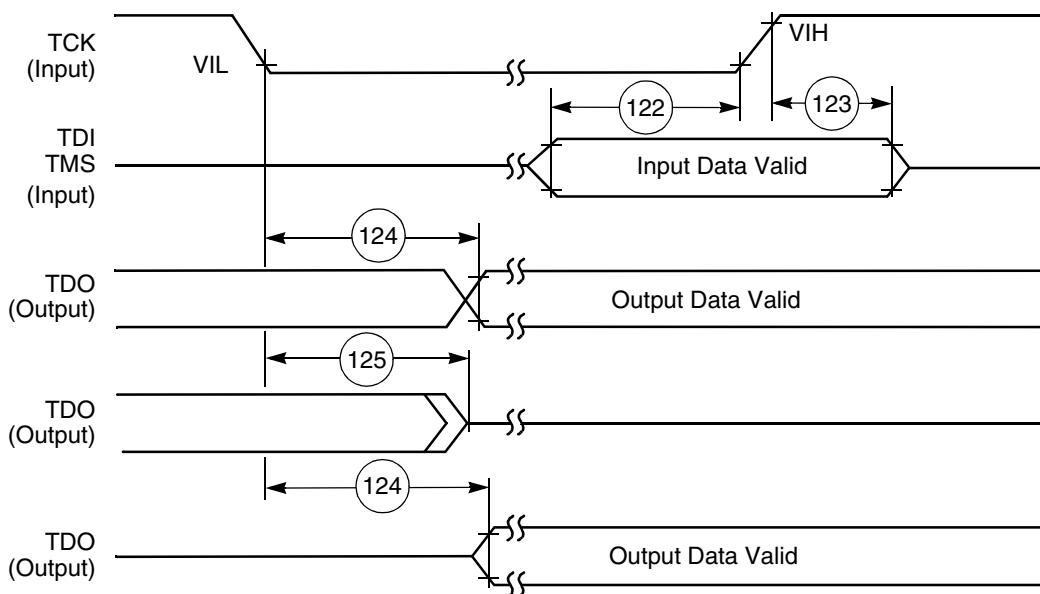 TCK
(Input)
VIL
VIH
122
123
TDI
TMS
(Input)
Input Data Valid
124
TDO
(Output)
Output Data Valid
125
TDO
(Output)
124
TDO
(Output)
Output Data Valid